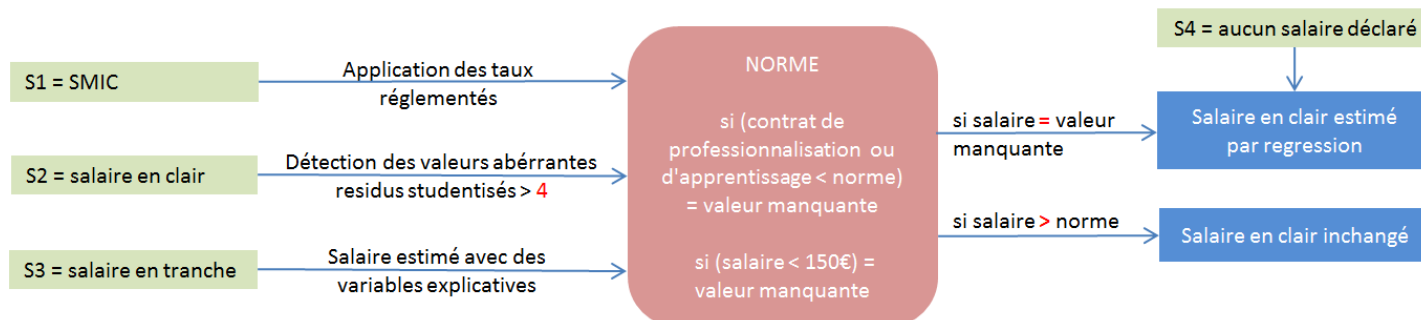 S1 = SMIC
Application des taux
réglementés
S2 = salaire en clair
Détection des valeurs abérrantes
residus studentisés > 4
S3 = salaire en tranche
Salaire estimé avec des
variables explicatives
NORME
si (contrat de
professionnalisation ou
d'apprentissage < norme)
= valeur manquante
si (salaire < 150€) =
valeur manquante
si salaire = valeur
manquante
si salaire > norme
S4 = aucun salaire déclaré
Salaire en clair estimé
par regression
Salaire en clair inchangé